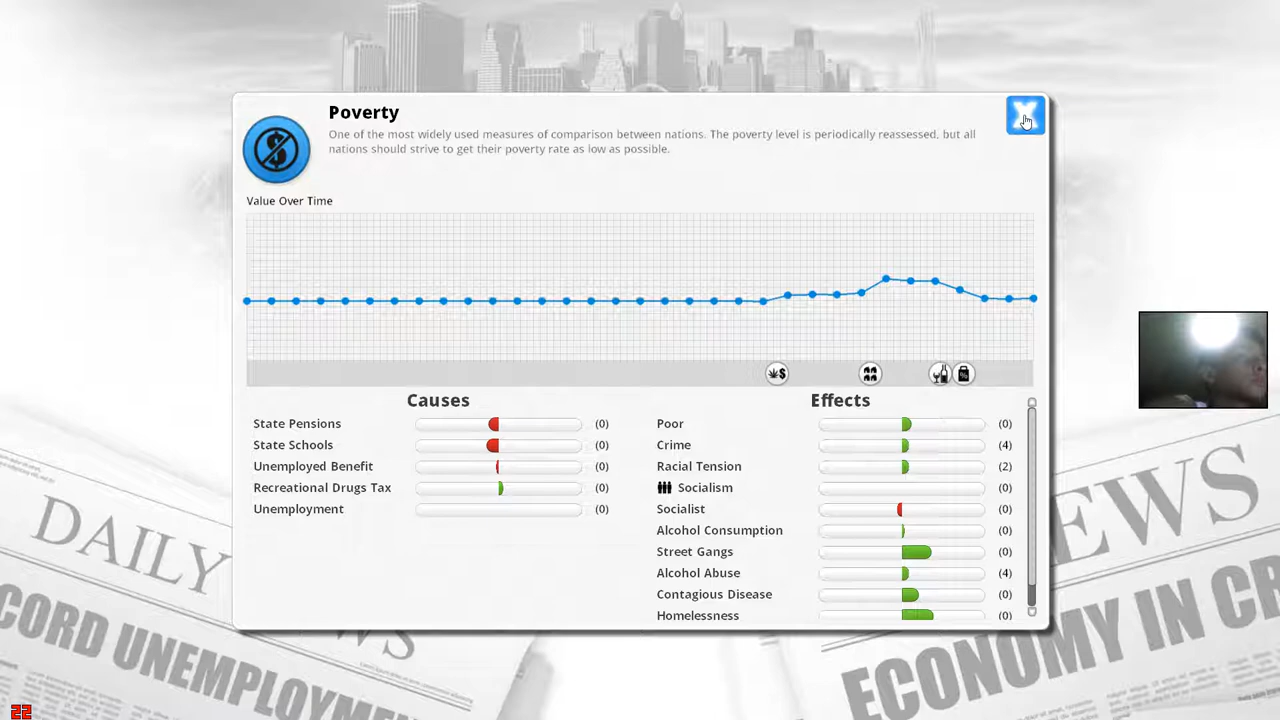 Poverty
One of the most widely used measures of comparison between nations. The poverty level is periodically reassessed, but all
nations should strive to get their poverty rate as low as possible.
X
Value Over Time
Causes
State Pensions (0)
State Schools (0)
Unemployed Benefit (0)
Recreational Drugs Tax (0)
Unemployment (0)
Effects
Poor (0)
Crime (4)
Racial Tension (2)
Socialism (0)
Socialist (0)
Alcohol Consumption (0)
Street Gangs (0)
Alcohol Abuse (4)
Contagious Disease (0)
Homelessness (0)
DAILY
NEWS
CORD UNEMPLOYM
EWS
ECONOMY IN CR
22